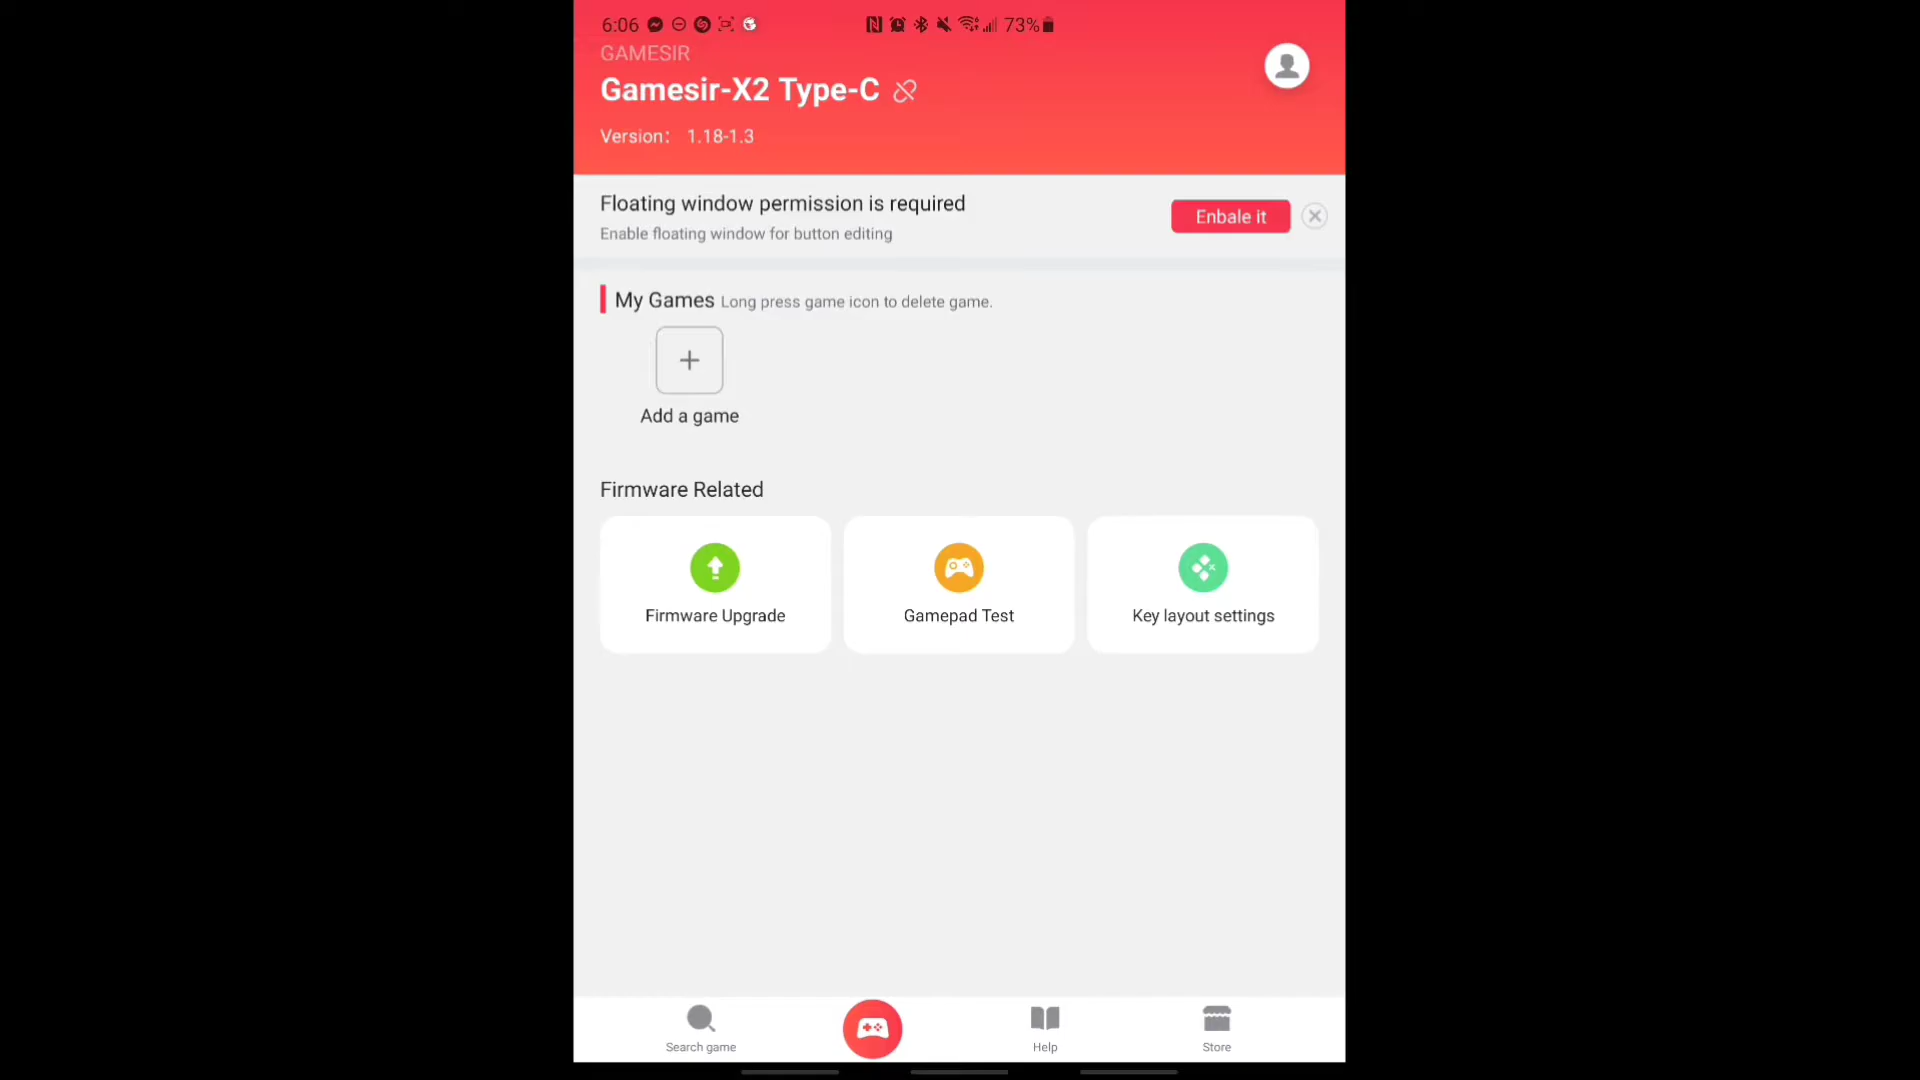 6:06 73%
GAMESIR
Gamesir-X2 Type-C
Version: 1.18-1.3
Floating window permission is required
Enbale it
Enable floating window for button editing
My Games Long press game icon to delete game.
Add a game
Firmware Related
Firmware Upgrade
Gamepad Test
Key layout settings
Search game
Help
Store